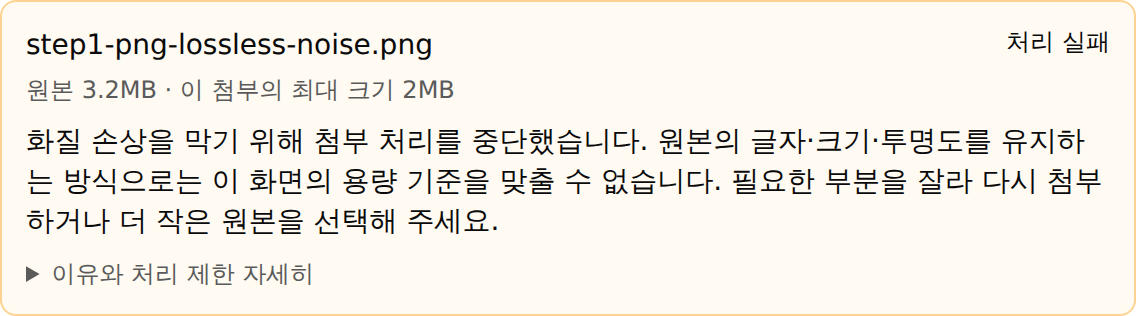 step1-png-lossless-noise.png
처리 실패
원본 3.2MB · 이 첨부의 최대 크기 2MB
화질 손상을 막기 위해 첨부 처리를 중단했습니다. 원본의 글자·크기·투명도를 유지하
는 방식으로는 이 화면의 용량 기준을 맞출 수 없습니다. 필요한 부분을 잘라 다시 첨부
하거나 더 작은 원본을 선택해 주세요.
▶ 이유와 처리 제한 자세히